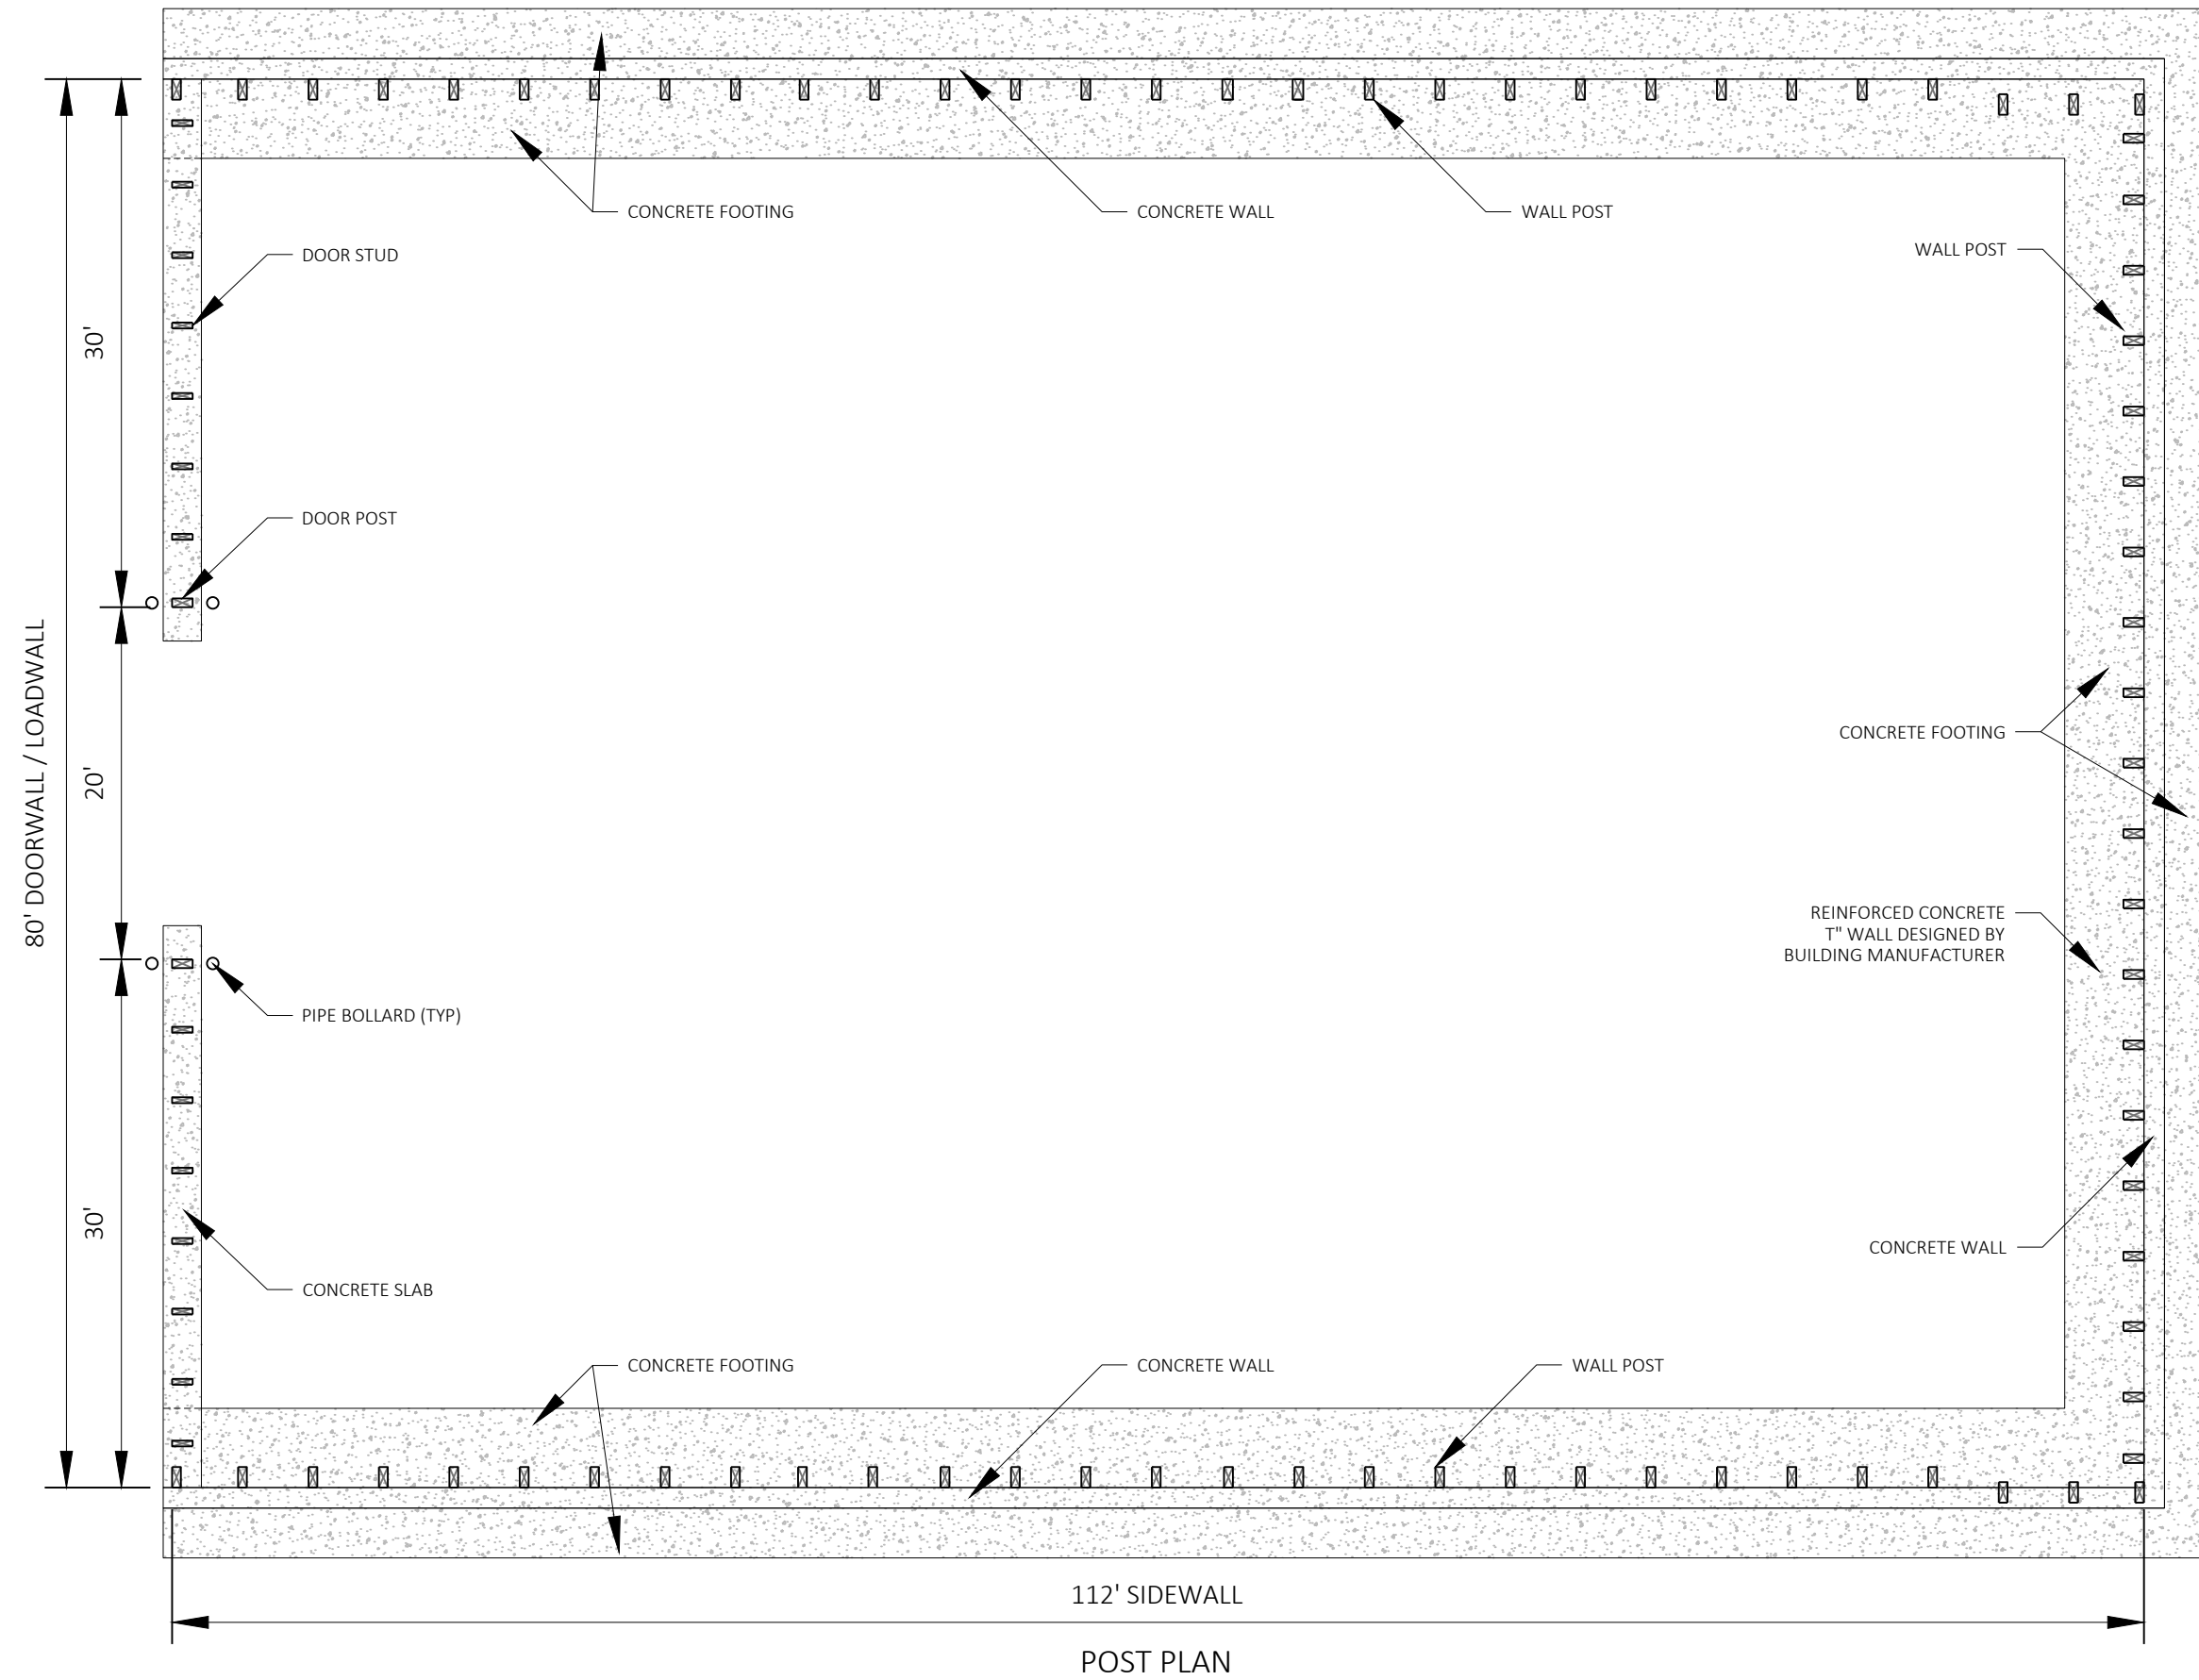 CONCRETE FOOTING
CONCRETE WALL
WALL POST
WALL POST
DOOR STUD
30'
DOOR POST
80' DOORWALL / LOADWALL
20'
CONCRETE FOOTING
REINFORCED CONCRETE
T" WALL DESIGNED BY
BUILDING MANUFACTURER
PIPE BOLLARD (TYP)
30'
CONCRETE WALL
CONCRETE SLAB
CONCRETE FOOTING
CONCRETE WALL
WALL POST
112' SIDEWALL
POST PLAN